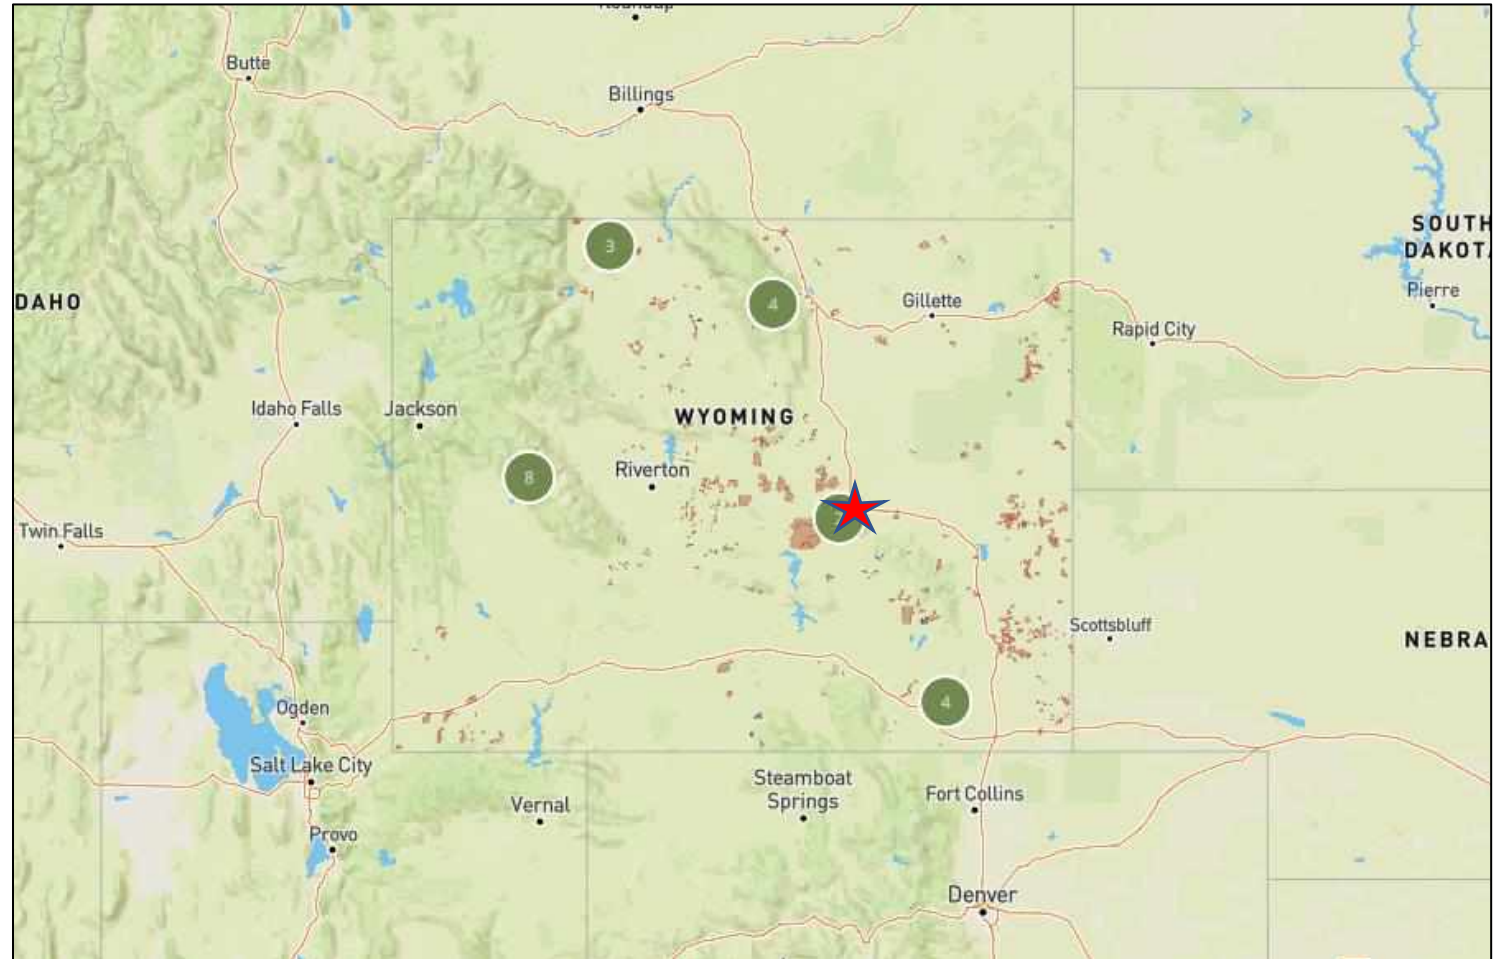 Butte
Billings
3
SOUTH
DAKOT
DAHO
4
Gillette
Pierre
Rapid City
Idaho Falls
Jackson
WYOMING
8
Riverton
Twin Falls
Scottsbluff
NEBRA
Ogden
4
Salt Lake City
Steamboat
Springs
Fort Collins
Vernal
Provo
Denver